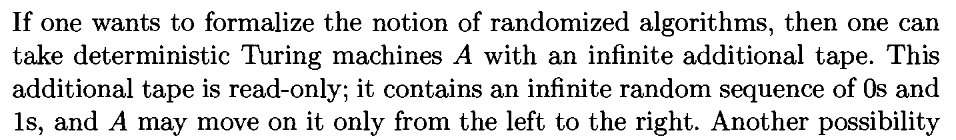 If one wants to formalize the notion of randomized algorithms, then one can
take deterministic Turing machines A with an infinite additional tape. This
additional tape is read-only; it contains an infinite random sequence of 0s and
1s, and A may move on it only from the left to the right. Another possibility